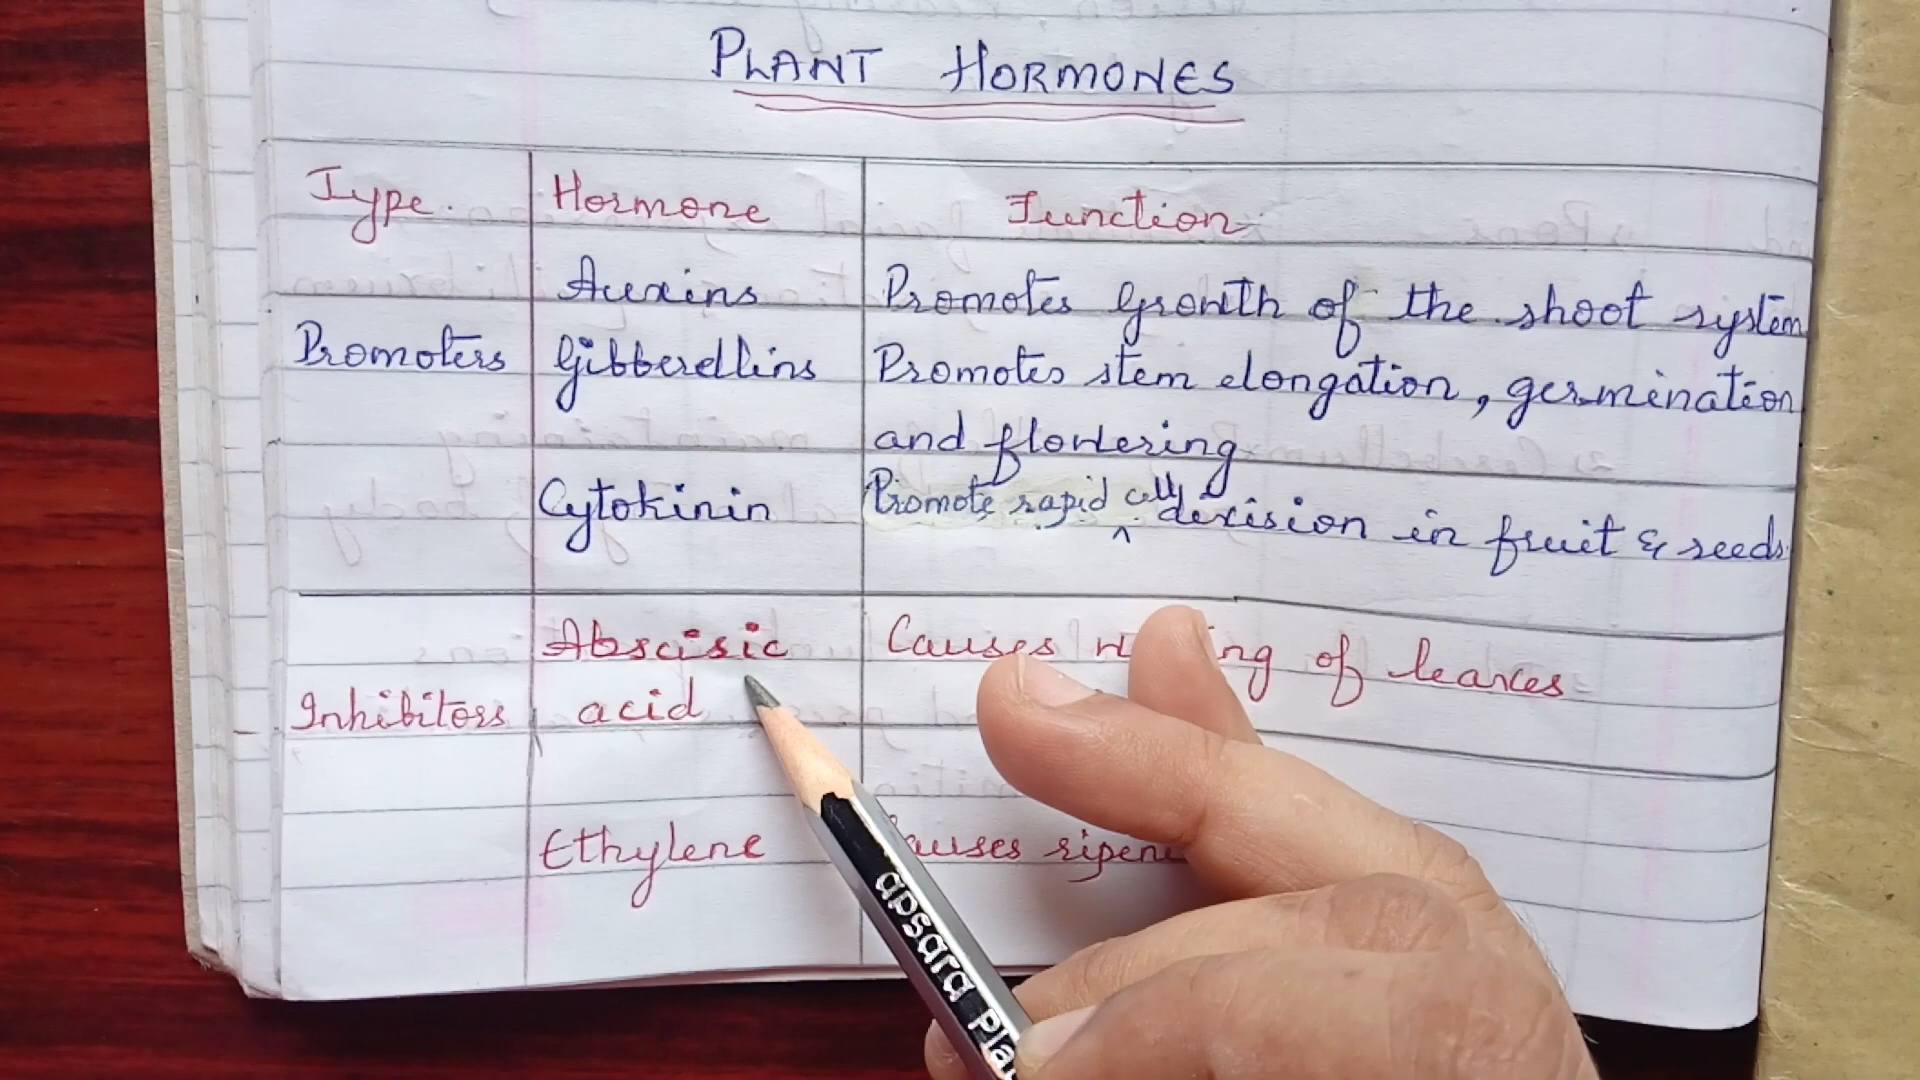 PLANT HORMONES
Type. Hormone Function
Auxins Promotes growth of the shoot system
Promoters Gibberellins Promotes stem elongation, germination
and flowering
Cytokinin Promote rapid cell division in fruit & seeds.
Abscisic Causes of leaves
Inhibitors acid
Ethylene Causes
apsara